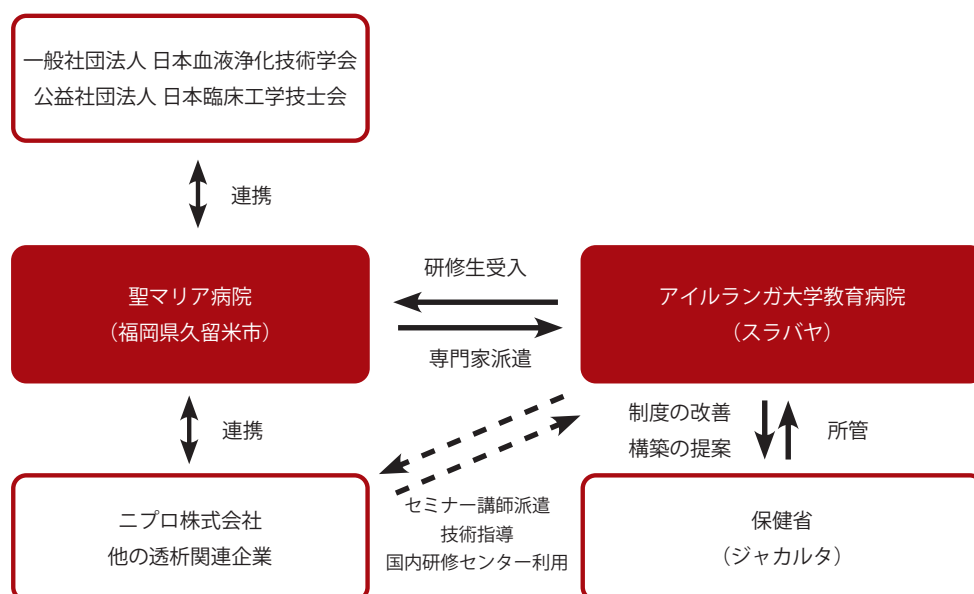 一般社団法人 日本血液浄化技術学会
公益社団法人 日本臨床工学技士会
連携
聖マリア病院
（福岡県久留米市）
研修生受入
専門家派遣
アイルランガ大学教育病院
（スラバヤ）
連携
制度の改善
構築の提案
所管
ニプロ株式会社
他の透析関連企業
セミナー講師派遣
技術指導
国内研修センター利用
保健省
（ジャカルタ）